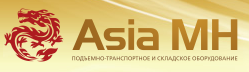 Asia MH
ПОДЪЕМНО-ТРАНСПОРТНОЕ И СКЛАДСКОЕ ОБОРУДОВАНИЕ